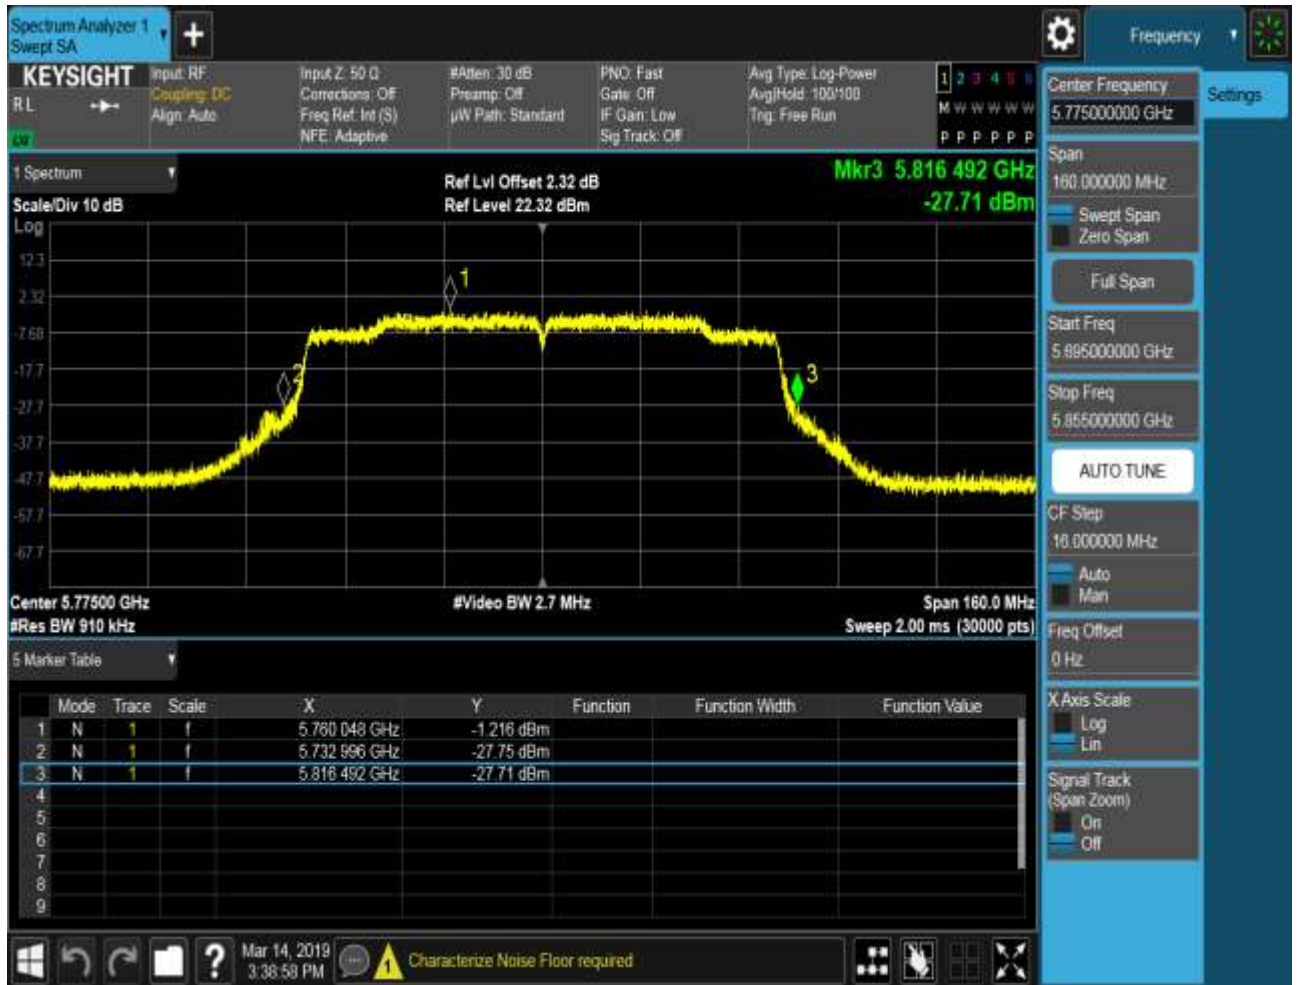 Spectrum Analyzer 1
Swept SA
+
Frequency
KEYSIGHT
R L
Input: RF
Coupling: DC
Align: Auto
Input Z: 50 Ω
Corrections: Off
Freq Ref: Int (S)
NFE: Adaptive
#Atten: 30 dB
Preamp: Off
µW Path: Standard
PNO: Fast
Gate: Off
IF Gain: Low
Sig Track: Off
Avg Type: Log-Power
Avg|Hold: 100/100
Trig: Free Run
1 2 3 4 5 6
M W W W W W
P P P P P P
1 Spectrum
Scale/Div 10 dB
Ref Lvl Offset 2.32 dB
Ref Level 22.32 dBm
Mkr3 5.816 492 GHz
-27.71 dBm
Log
12.3
2.32
-7.68
-17.7
-27.7
-37.7
-47.7
-57.7
-67.7
1
2
3
Center 5.77500 GHz
#Res BW 910 kHz
#Video BW 2.7 MHz
Span 160.0 MHz
Sweep 2.00 ms (30000 pts)
5 Marker Table
Mode Trace Scale X Y Function Function Width Function Value
1 N 1 f 5.760 048 GHz -1.216 dBm
2 N 1 f 5.732 996 GHz -27.75 dBm
3 N 1 f 5.816 492 GHz -27.71 dBm
4
5
6
7
8
9
Center Frequency
5.775000000 GHz
Settings
Span
160.000000 MHz
Swept Span
Zero Span
Full Span
Start Freq
5.695000000 GHz
Stop Freq
5.855000000 GHz
AUTO TUNE
CF Step
16.000000 MHz
Auto
Man
Freq Offset
0 Hz
X Axis Scale
Log
Lin
Signal Track
(Span Zoom)
On
Off
?
Mar 14, 2019
3:38:58 PM
1
Characterize Noise Floor required